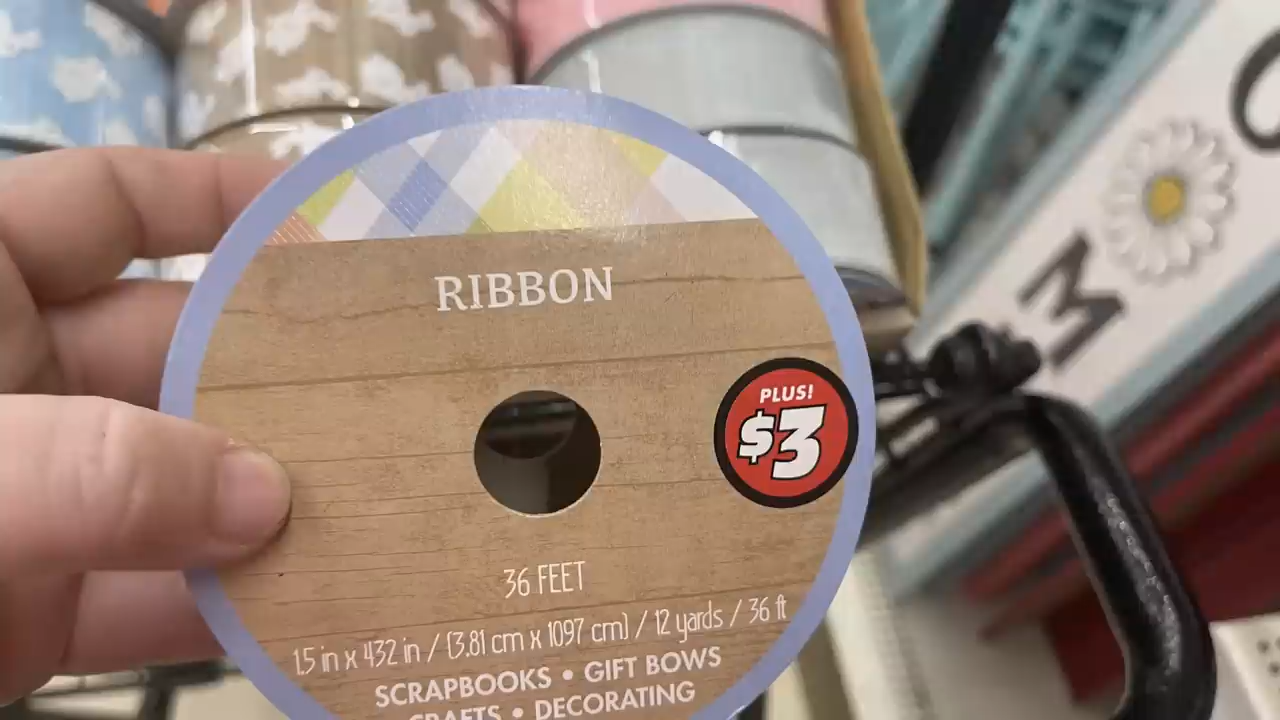 RIBBON
PLUS!
$3
36 FEET
1.5 in x 432 in / (3.81 cm x 1097 cm) / 12 yards / 36 ft
SCRAPBOOKS • GIFT BOWS
CRAFTS • DECORATING
M